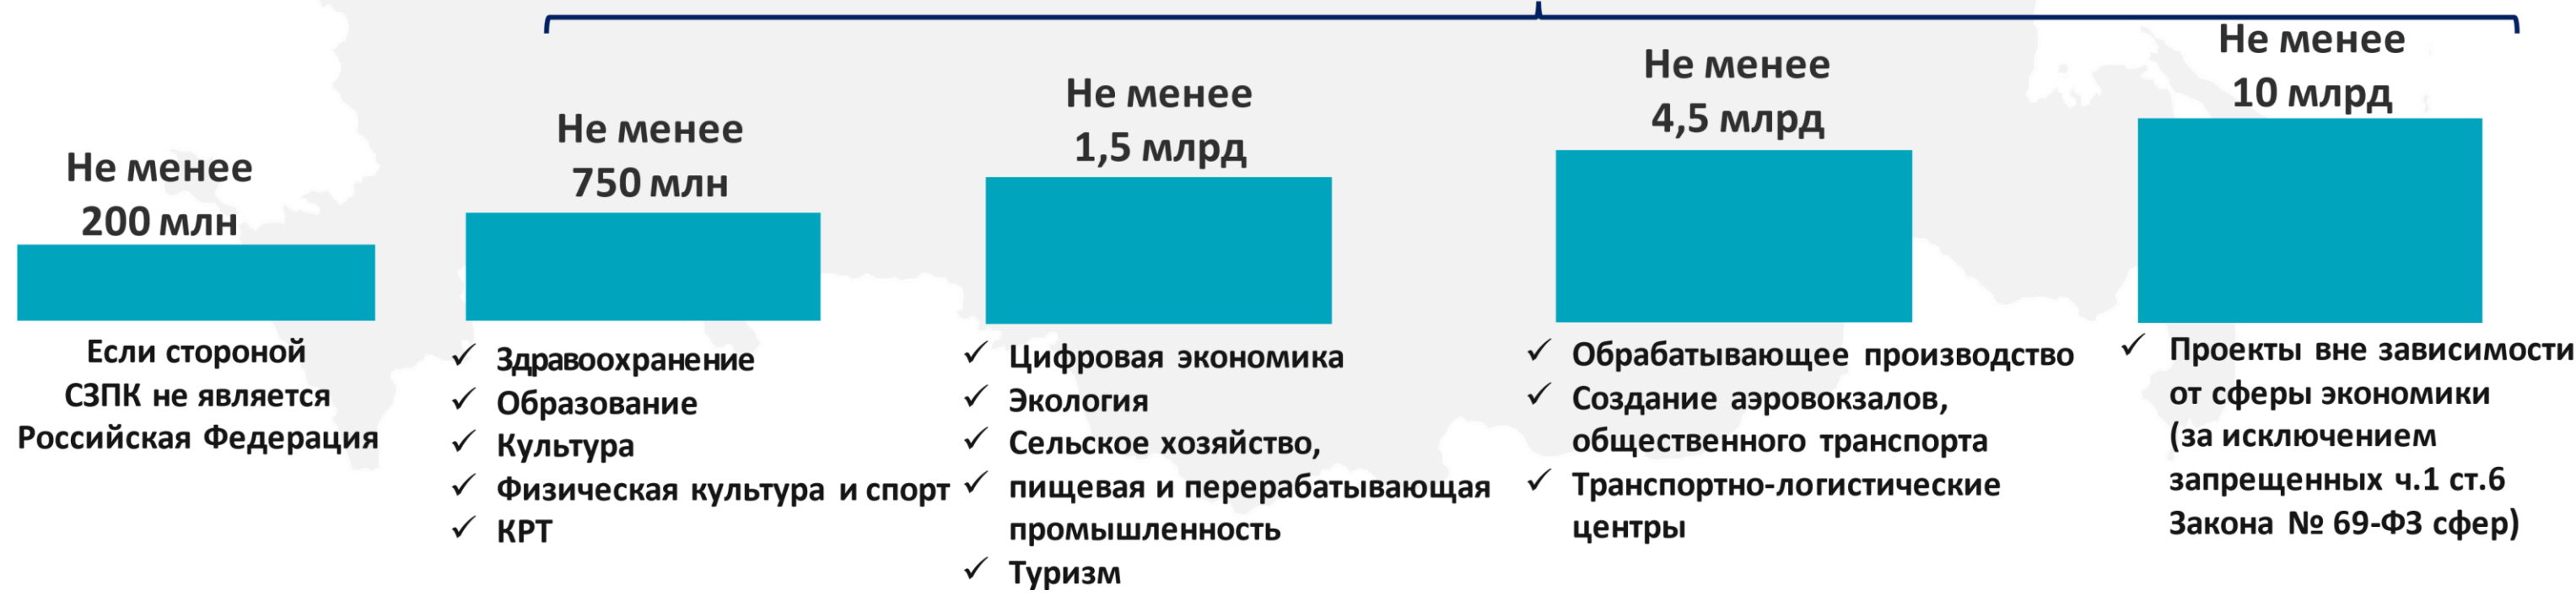 Не менее
200 млн
Если стороной
СЗПК не является
Российская Федерация
Не менее
750 млн
✓ Здравоохранение
✓ Образование
✓ Культура
✓ Физическая культура и спорт
✓ КРТ
Не менее
1,5 млрд
✓ Цифровая экономика
✓ Экология
✓ Сельское хозяйство,
✓ пищевая и перерабатывающая
промышленность
✓ Туризм
Не менее
4,5 млрд
✓ Обрабатывающее производство
✓ Создание аэровокзалов,
общественного транспорта
✓ Транспортно-логистические
центры
Не менее
10 млрд
✓ Проекты вне зависимости
от сферы экономики
(за исключением
запрещенных ч.1 ст.6
Закона № 69-ФЗ сфер)